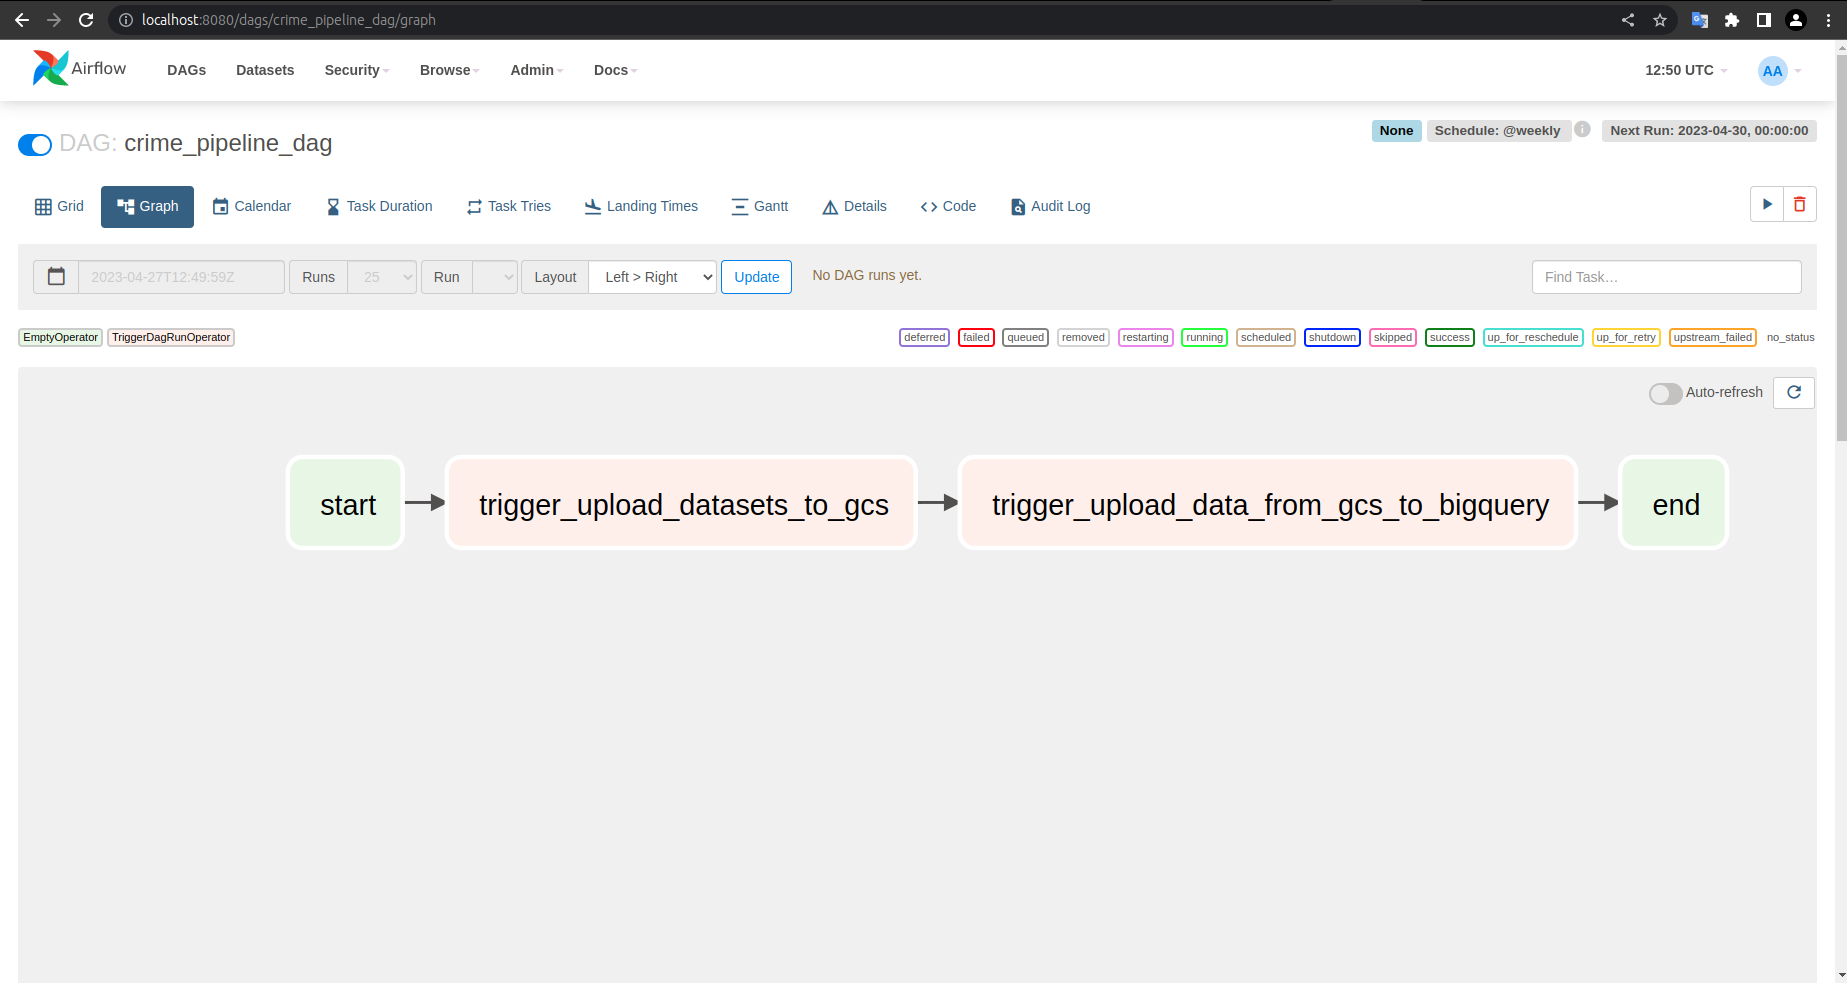 localhost:8080/dags/crime_pipeline_dag/graph
Airflow DAGs Datasets Security Browse Admin Docs 12:50 UTC AA
DAG: crime_pipeline_dag None Schedule: @weekly Next Run: 2023-04-30, 00:00:00
Grid Graph Calendar Task Duration Task Tries Landing Times Gantt Details Code Audit Log
2023-04-27T12:49:59Z Runs 25 Run Layout Left > Right Update No DAG runs yet. Find Task…
EmptyOperator TriggerDagRunOperator deferred failed queued removed restarting running scheduled shutdown skipped success up_for_reschedule up_for_retry upstream_failed no_status
Auto-refresh
start trigger_upload_datasets_to_gcs trigger_upload_data_from_gcs_to_bigquery end